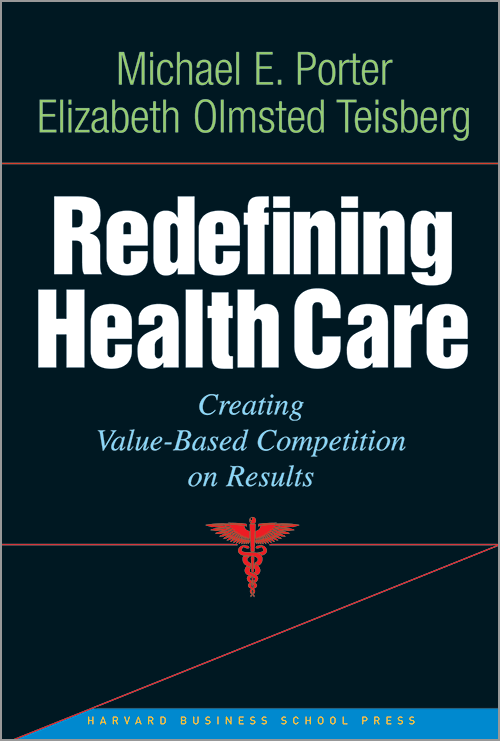 Michael E. Porter
Elizabeth Olmsted Teisberg
Redefining
Health Care
Creating
Value-Based Competition
on Results
HARVARD BUSINESS SCHOOL PRESS